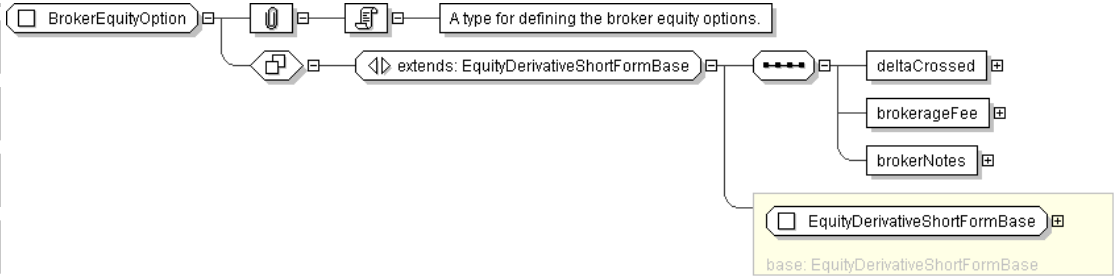 BrokerEquityOption
A type for defining the broker equity options.
extends: EquityDerivativeShortFormBase
deltaCrossed
brokerageFee
brokerNotes
EquityDerivativeShortFormBase
base: EquityDerivativeShortFormBase